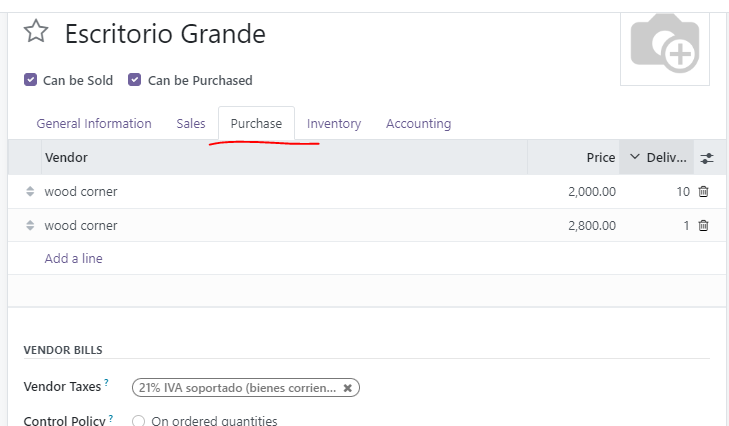 Escritorio Grande
Can be Sold Can be Purchased
General Information Sales Purchase Inventory Accounting
Vendor Price Deliv...
wood corner 2,000.00 10
wood corner 2,800.00 1
Add a line
VENDOR BILLS
Vendor Taxes ? 21% IVA soportado (bienes corrien... ×
Control Policy ? On ordered quantities